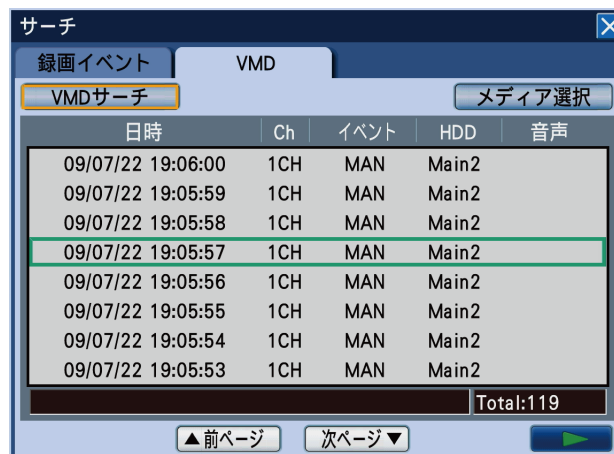 サーチ
録画イベント VMD
VMDサーチ メディア選択
日時 Ch イベント HDD 音声
09/07/22 19:06:00 1CH MAN Main2
09/07/22 19:05:59 1CH MAN Main2
09/07/22 19:05:58 1CH MAN Main2
09/07/22 19:05:57 1CH MAN Main2
09/07/22 19:05:56 1CH MAN Main2
09/07/22 19:05:55 1CH MAN Main2
09/07/22 19:05:54 1CH MAN Main2
09/07/22 19:05:53 1CH MAN Main2
Total:119
▲前ページ 次ページ▼